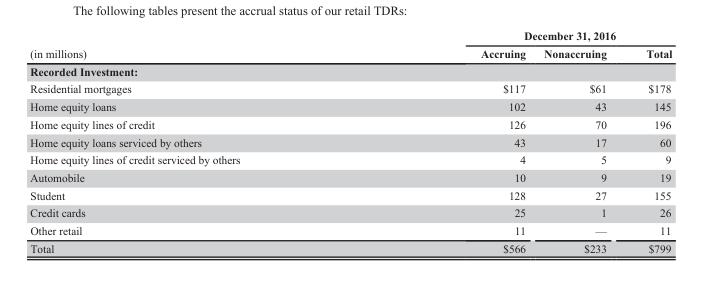 The following tables present the accrual status of our retail TDRs:
December 31, 2016
(in millions) Accruing Nonaccruing Total
Recorded Investment:
Residential mortgages $117 $61 $178
Home equity loans 102 43 145
Home equity lines of credit 126 70 196
Home equity loans serviced by others 43 17 60
Home equity lines of credit serviced by others 4 5 9
Automobile 10 9 19
Student 128 27 155
Credit cards 25 1 26
Other retail 11 — 11
Total $566 $233 $799